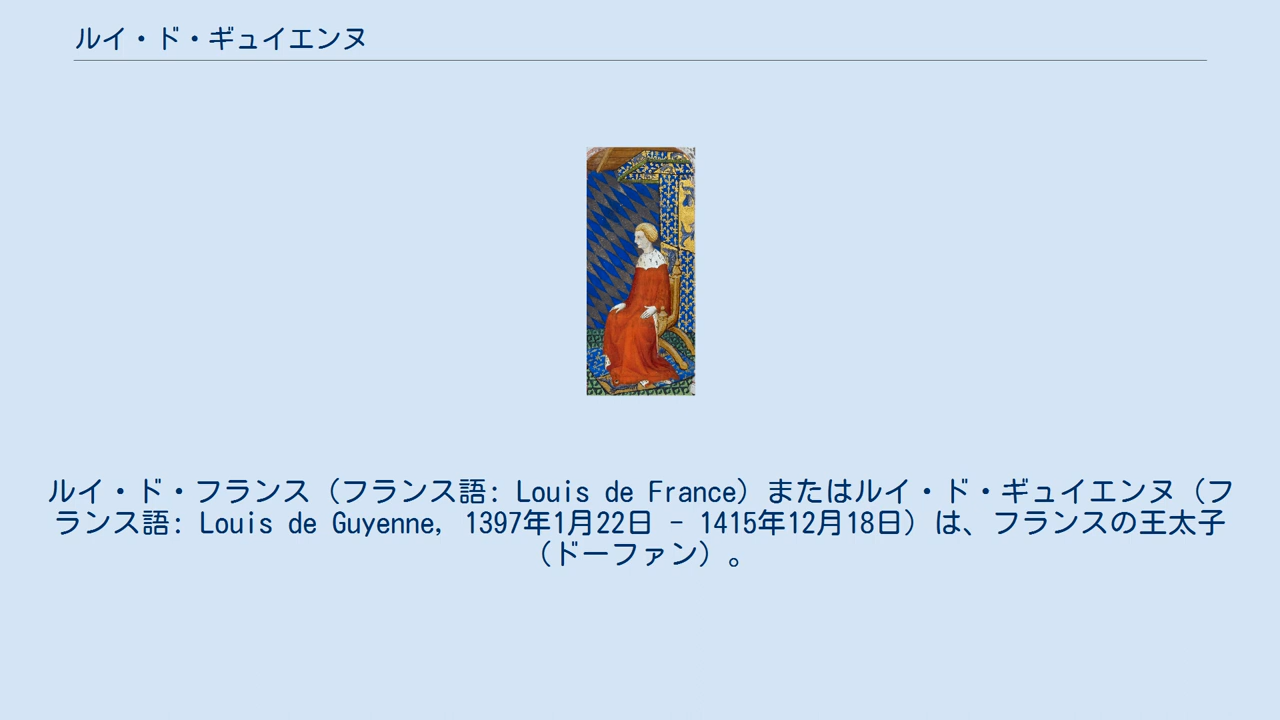 ルイ・ド・ギュイエンヌ
ルイ・ド・フランス（フランス語: Louis de France）またはルイ・ド・ギュイエンヌ（フ
ランス語: Louis de Guyenne, 1397年1月22日 - 1415年12月18日）は、フランスの王太子
（ドーファン）。